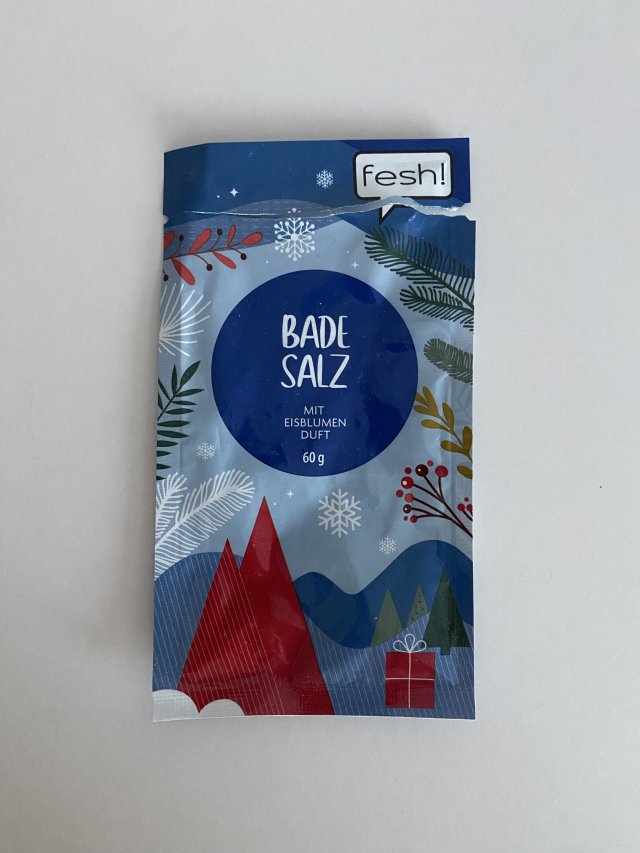 fesh!
BADE
SALZ
MIT
EISBLUMEN
DUFT
60 g